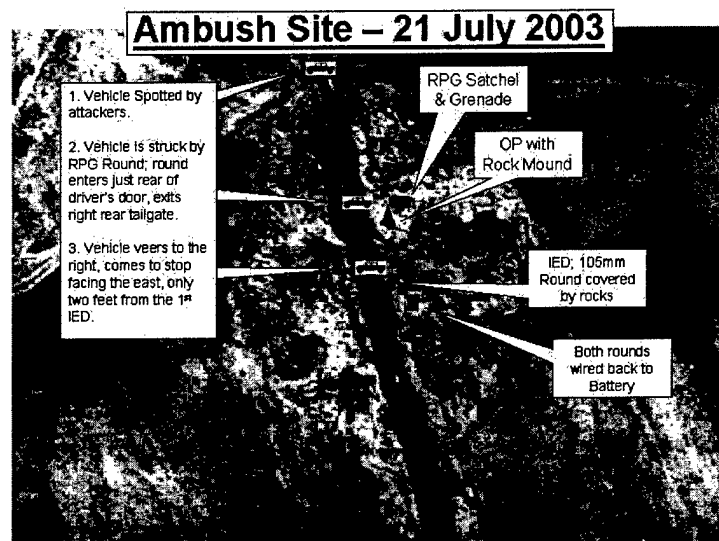 Ambush Site – 21 July 2003
1. Vehicle Spotted by
attackers.
2. Vehicle is struck by
RPG Round; round
enters just rear of
driver's door, exits
right rear tailgate.
3. Vehicle veers to the
right, comes to stop
facing the east, only
two feet from the 1st
IED.
RPG Satchel
& Grenade
OP with
Rock Mound
IED; 105mm
Round covered
by rocks
Both rounds
wired back to
Battery